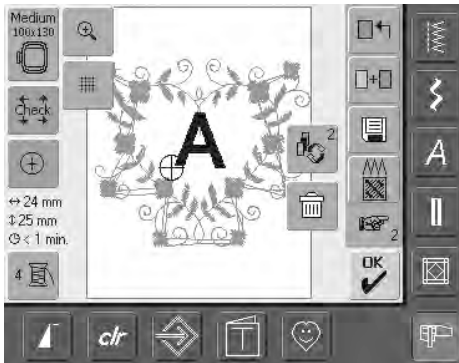 Medium
100x130
Check
A
2
24 mm
25 mm
< 1 min.
4
2
OK
A
clr